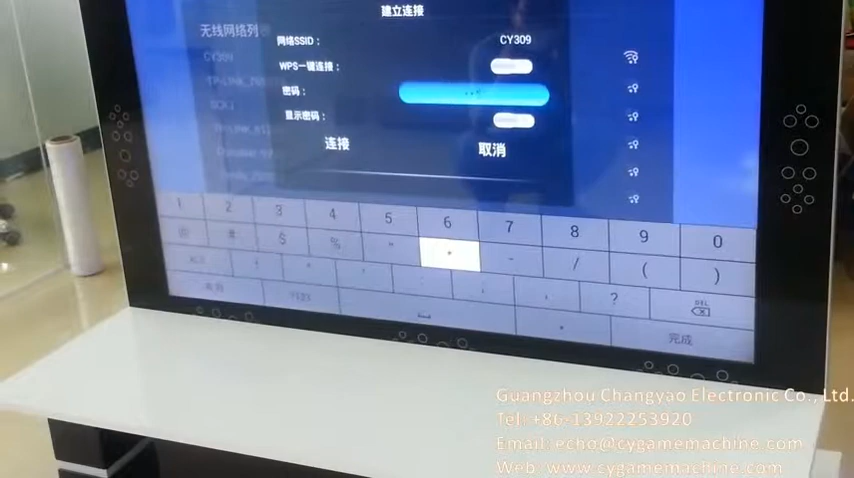 建立连接
无线网络列
网络SSID：
CY309
CY309
WPS一键连接：
密码：
显示密码：
连接
取消
1 2 3 4 5 6 7 8 9 0
# $ % " * - / ( )
? DEL
完成
Guangzhou Changyao Electronic Co., Ltd.
Tel: +86-13922253920
Email: echo@cygamemachine.com
Web: www.cygamemachine.com